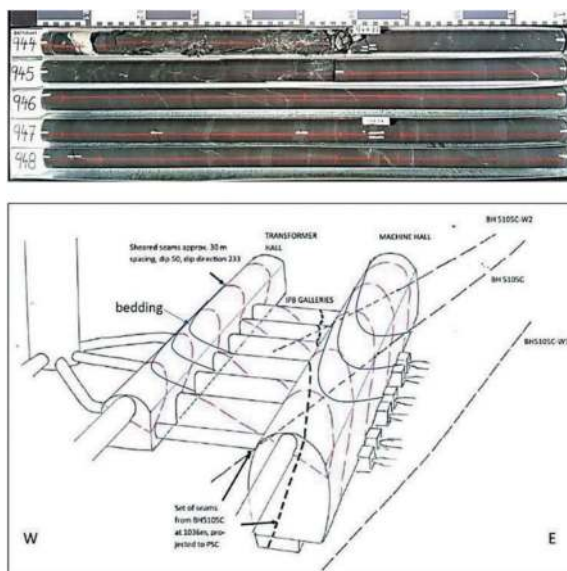 944
945
946
947
948
TRANSFORMER
HALL
MACHINE HALL
BH 5105C-W2
Sheared seams approx. 30 m
spacing, dip 50, dip direction 233
BH 5105C
bedding
IPB GALLERIES
Set of seams
from BH5105C
at 1036m, pro-
jected to PSC
W
E